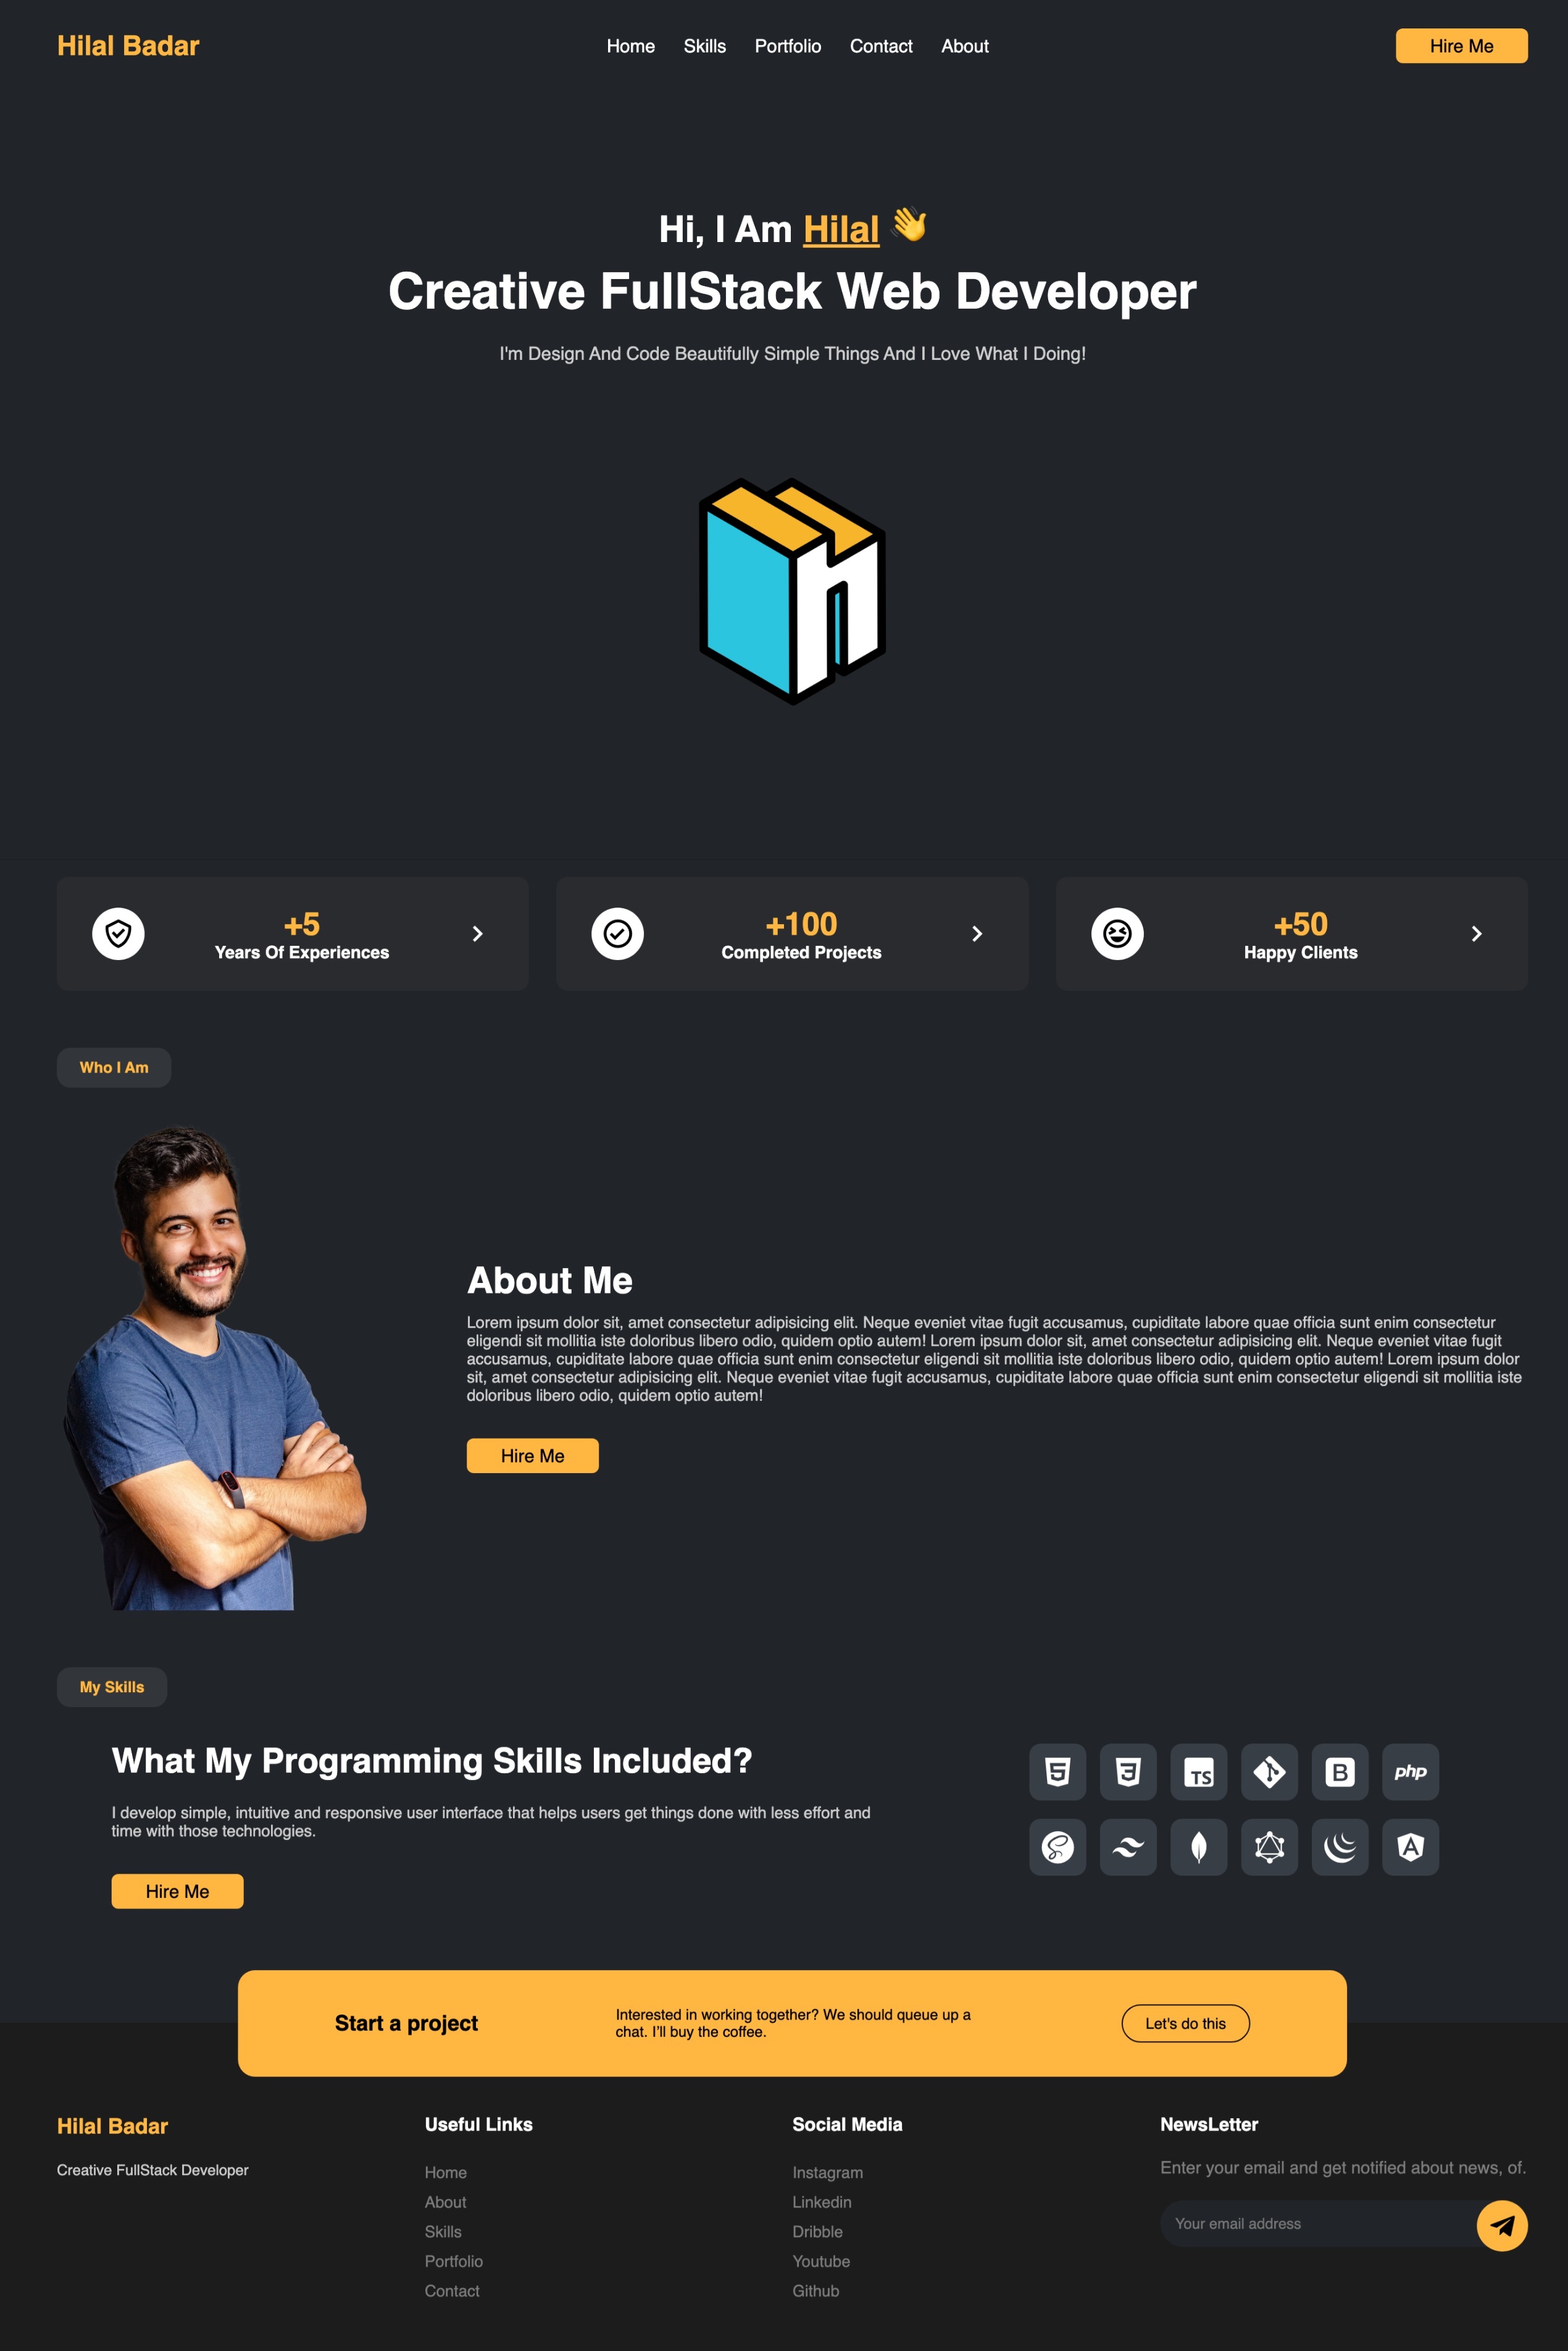 Hilal Badar
Home Skills Portfolio Contact About
Hire Me
Hi, I Am Hilal 👋
Creative FullStack Web Developer
I'm Design And Code Beautifully Simple Things And I Love What I Doing!
h
+5
Years Of Experiences
+100
Completed Projects
+50
Happy Clients
Who I Am
About Me
Lorem ipsum dolor sit, amet consectetur adipisicing elit. Neque eveniet vitae fugit accusamus, cupiditate labore quae officia sunt enim consectetur
eligendi sit mollitia iste doloribus libero odio, quidem optio autem! Lorem ipsum dolor sit, amet consectetur adipisicing elit. Neque eveniet vitae fugit
accusamus, cupiditate labore quae officia sunt enim consectetur eligendi sit mollitia iste doloribus libero odio, quidem optio autem! Lorem ipsum dolor
sit, amet consectetur adipisicing elit. Neque eveniet vitae fugit accusamus, cupiditate labore quae officia sunt enim consectetur eligendi sit mollitia iste
doloribus libero odio, quidem optio autem!
Hire Me
My Skills
What My Programming Skills Included?
I develop simple, intuitive and responsive user interface that helps users get things done with less effort and
time with those technologies.
Hire Me
5 3 TS B php
S A
Start a project
Interested in working together? We should queue up a
chat. I'll buy the coffee.
Let's do this
Hilal Badar
Creative FullStack Developer
Useful Links
Home
About
Skills
Portfolio
Contact
Social Media
Instagram
Linkedin
Dribble
Youtube
Github
NewsLetter
Enter your email and get notified about news, of.
Your email address